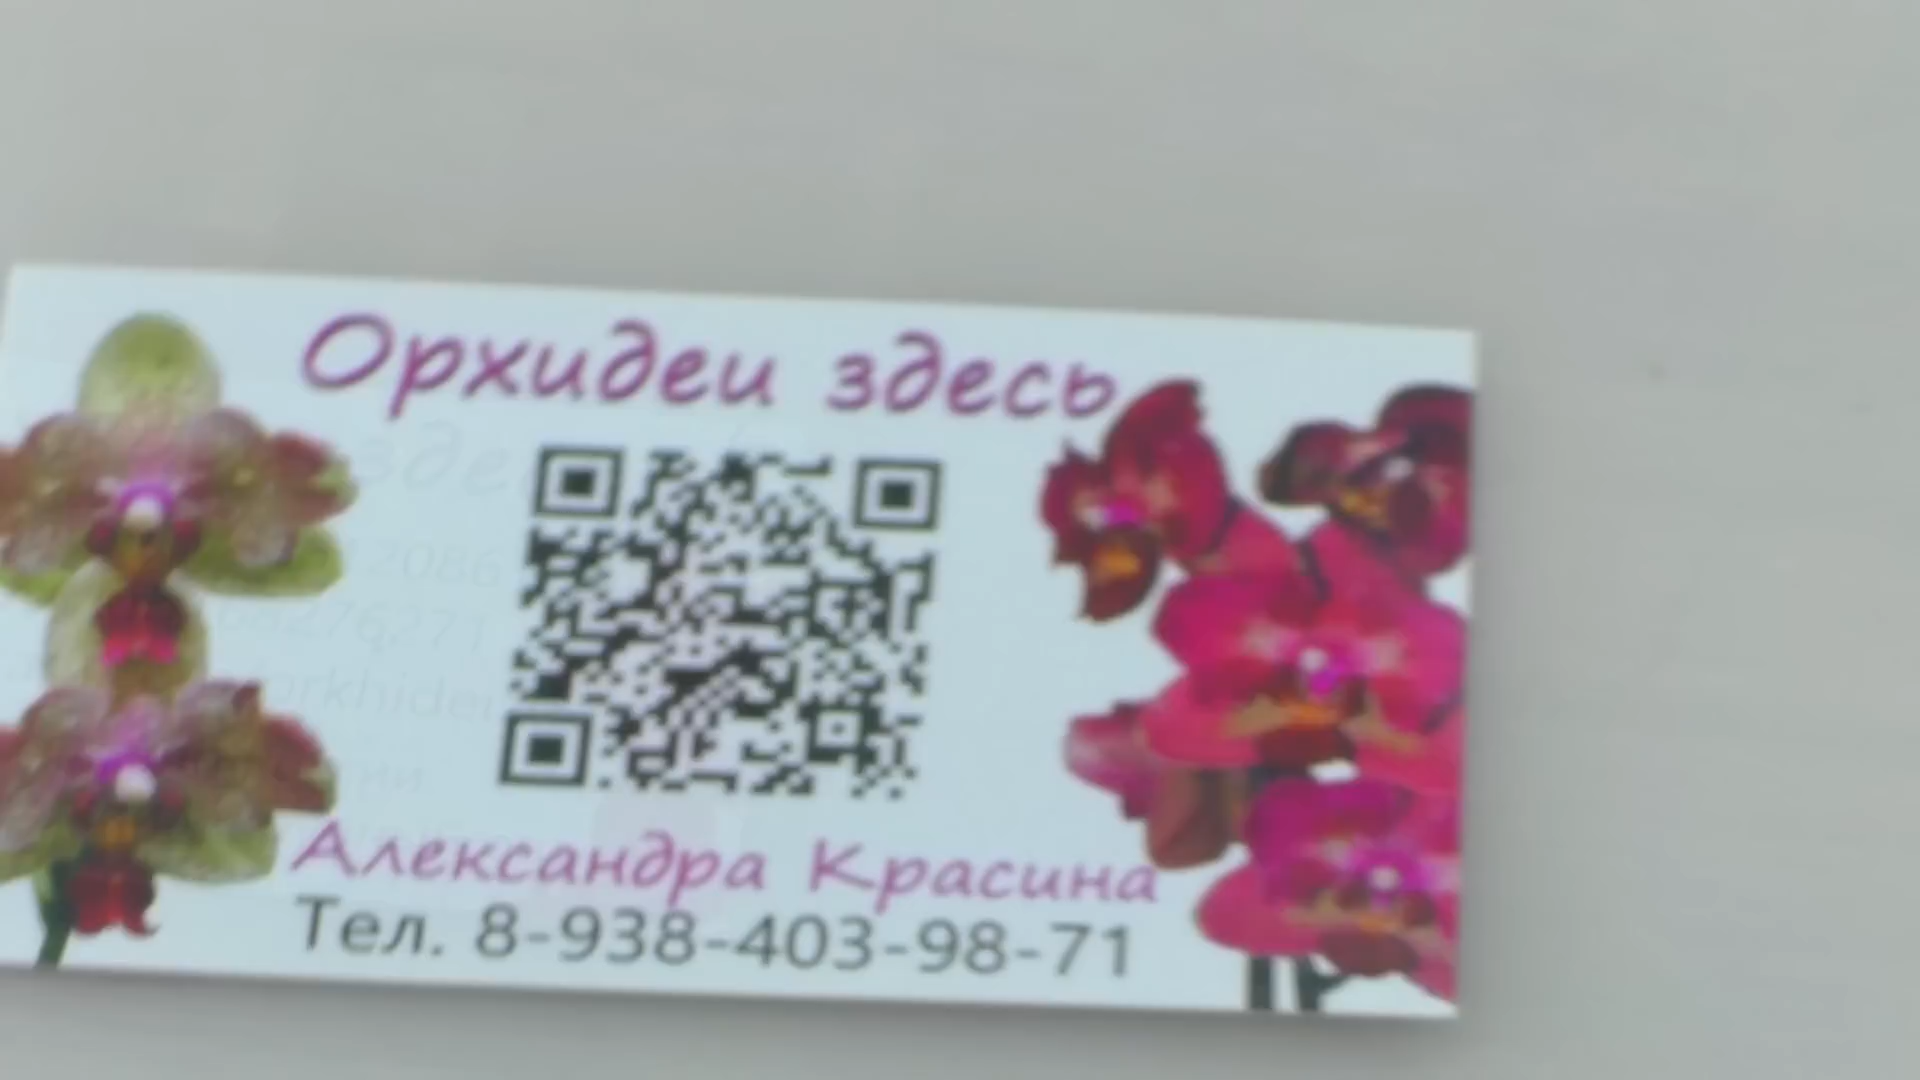 Орхидеи здесь
Александра Красина
Тел. 8-938-403-98-71